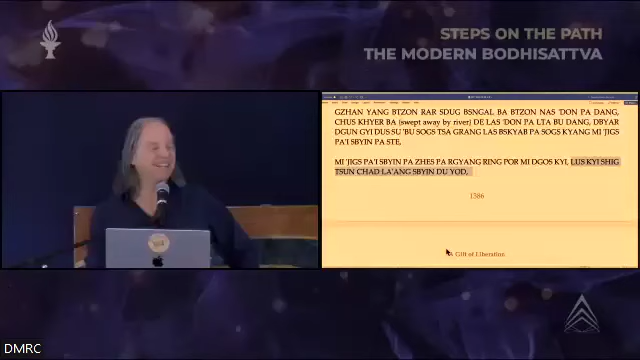 STEPS ON THE PATH
THE MODERN BODHISATTVA
GZHAN YANG BTZON RAR SDUG BSNGAL BA BTZON NAS 'DON PA DANG,
CHUS KHYER BA (swept away by river) DE LAS 'DON PA LTA BU DANG, DBYAR
DGUN GYI DUS SU 'BU SOGS TSA GRANG LAS BSKYAB PA SOGS KYANG MI 'JIGS
PA'I SBYIN PA STE,
MI 'JIGS PA'I SBYIN PA ZHES PA RGYANG RING POR MI DGOS KYI, LUS KYI SHIG
TSUN CHAD LA'ANG SBYIN DU YOD,
1386
A Gift of Liberation
DMRC